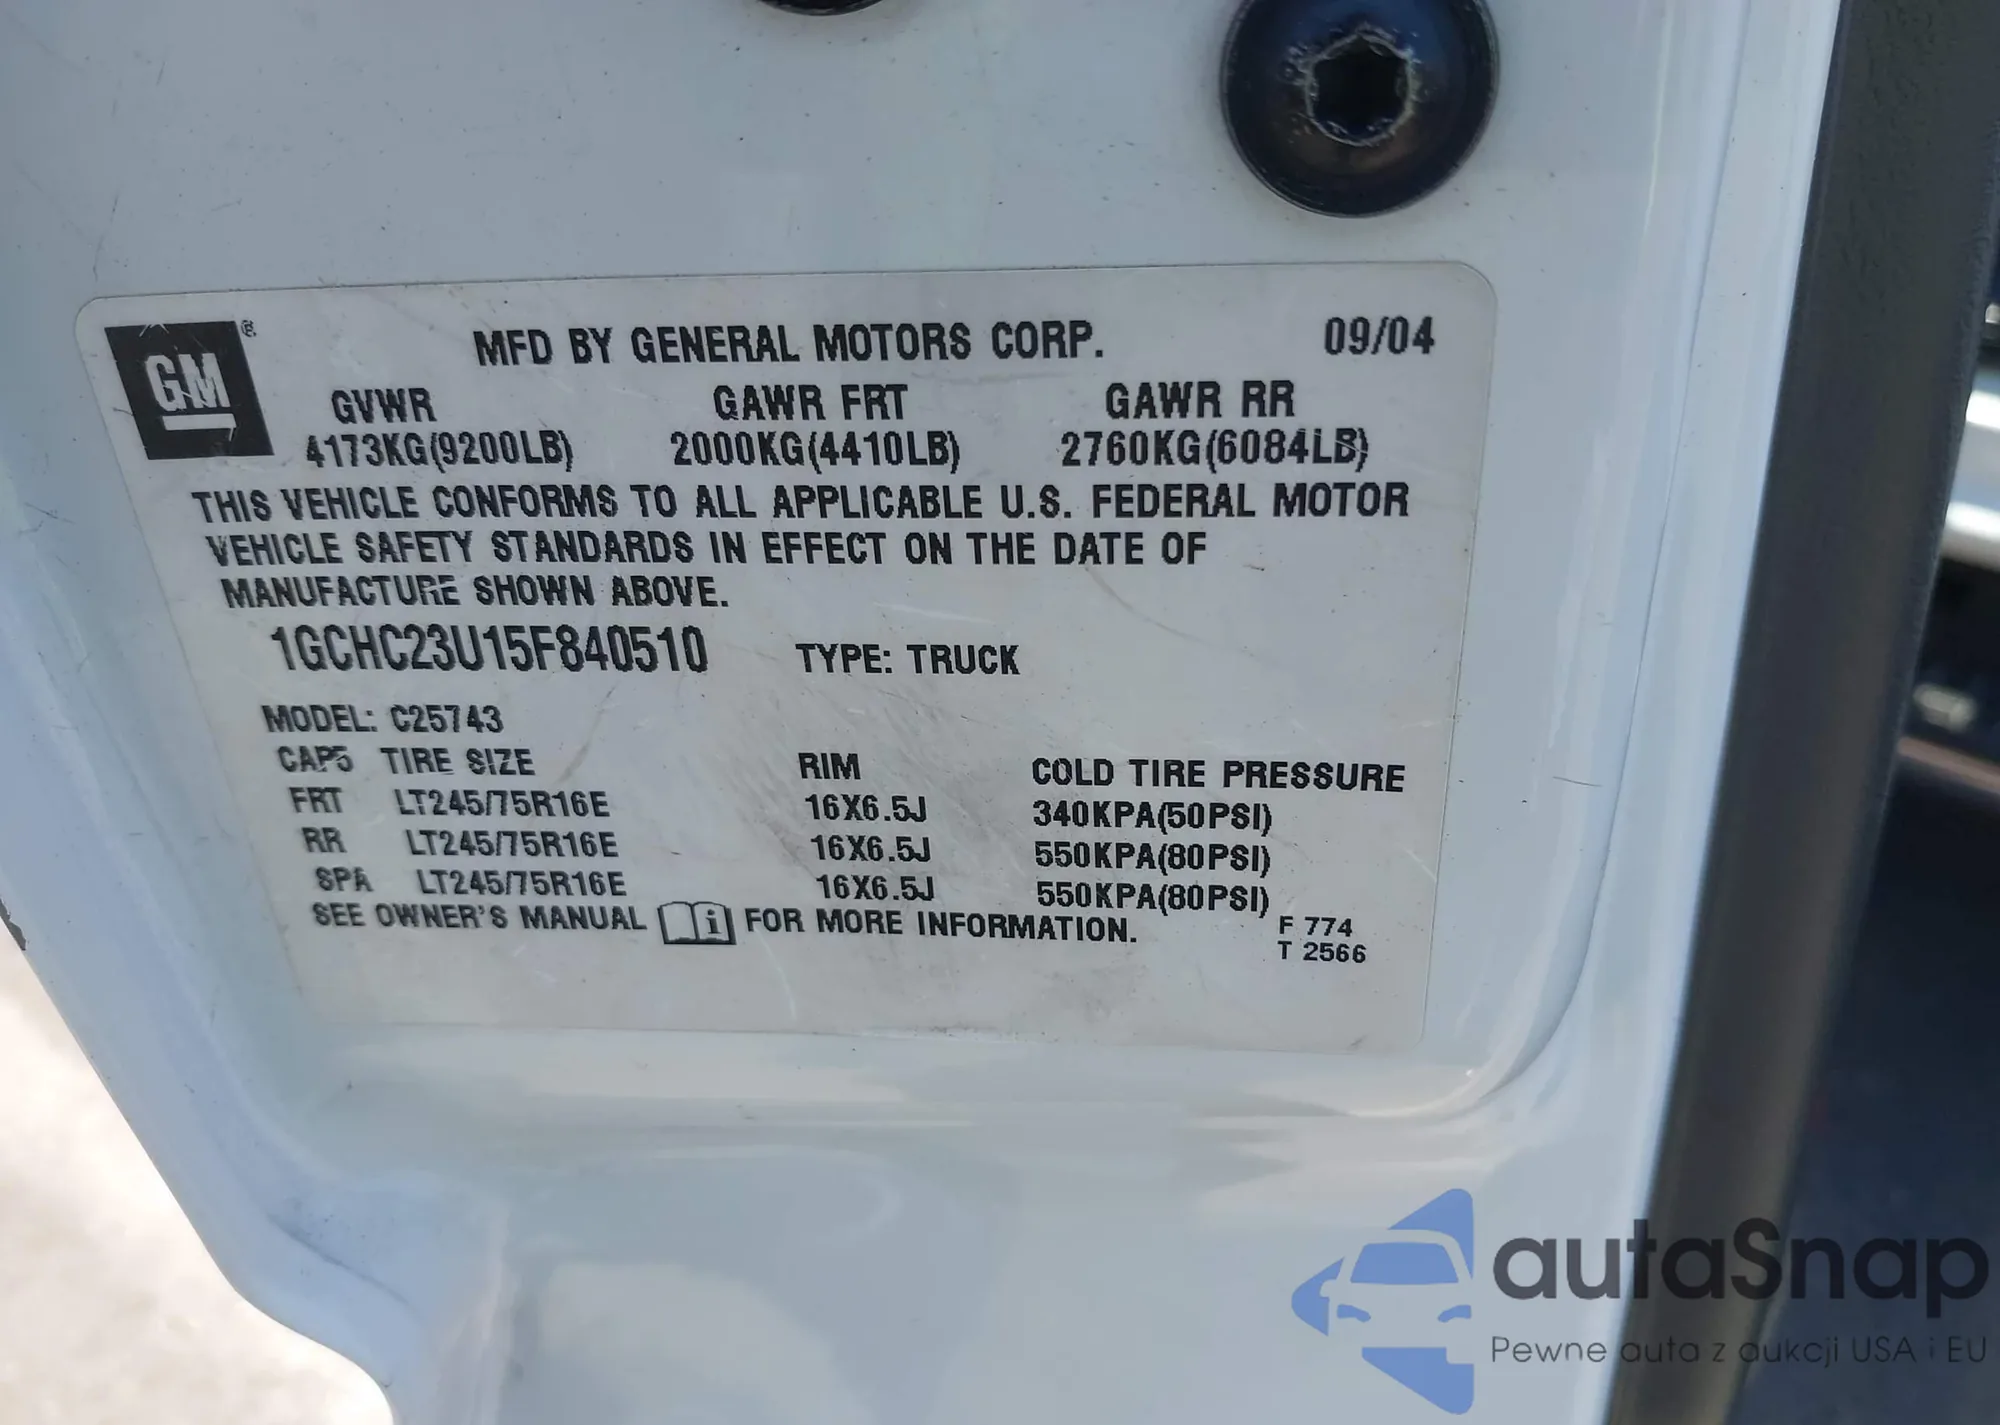 GM ®
MFD BY GENERAL MOTORS CORP. 09/04
GVWR GAWR FRT GAWR RR
4173KG(9200LB) 2000KG(4410LB) 2760KG(6084LB)
THIS VEHICLE CONFORMS TO ALL APPLICABLE U.S. FEDERAL MOTOR
VEHICLE SAFETY STANDARDS IN EFFECT ON THE DATE OF
MANUFACTURE SHOWN ABOVE.
1GCHC23U15F840510 TYPE: TRUCK
MODEL: C25743
CAP5 TIRE SIZE RIM COLD TIRE PRESSURE
FRT LT245/75R16E 16X6.5J 340KPA(50PSI)
RR LT245/75R16E 16X6.5J 550KPA(80PSI)
SPA LT245/75R16E 16X6.5J 550KPA(80PSI)
SEE OWNER'S MANUAL i FOR MORE INFORMATION.
F 774
T 2566
autaSnap
Pewne auta z aukcji USA i EU